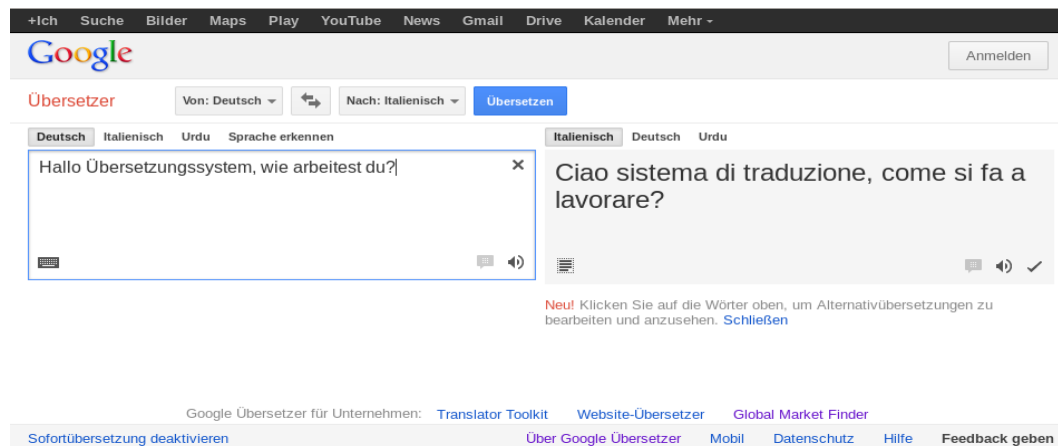 +Ich Suche Bilder Maps Play YouTube News Gmail Drive Kalender Mehr
Google Anmelden
Übersetzer Von: Deutsch Nach: Italienisch Übersetzen
Deutsch Italienisch Urdu Sprache erkennen Italienisch Deutsch Urdu
Hallo Übersetzungssystem, wie arbeitest du?
Ciao sistema di traduzione, come si fa a
lavorare?
Neu! Klicken Sie auf die Wörter oben, um Alternativübersetzungen zu
bearbeiten und anzusehen. Schließen
Google Übersetzer für Unternehmen: Translator Toolkit Website-Übersetzer Global Market Finder
Sofortübersetzung deaktivieren Über Google Übersetzer Mobil Datenschutz Hilfe Feedback geben